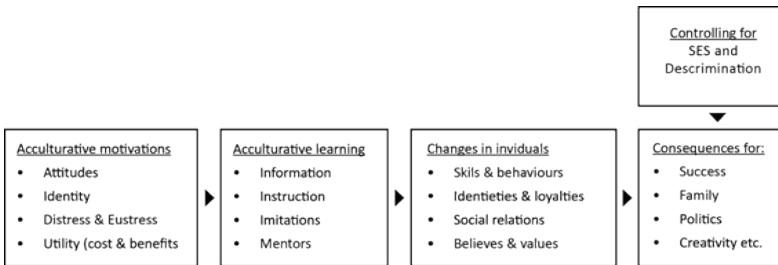 Controlling for
SES and
Descrimination
Acculturative motivations
• Attitudes
• Identity
• Distress & Eustress
• Utility (cost & benefits
Acculturative learning
• Information
• Instruction
• Imitations
• Mentors
Changes in inviduals
• Skils & behaviours
• Identieties & loyalties
• Social relations
• Believes & values
Consequences for:
• Success
• Family
• Politics
• Creativity etc.